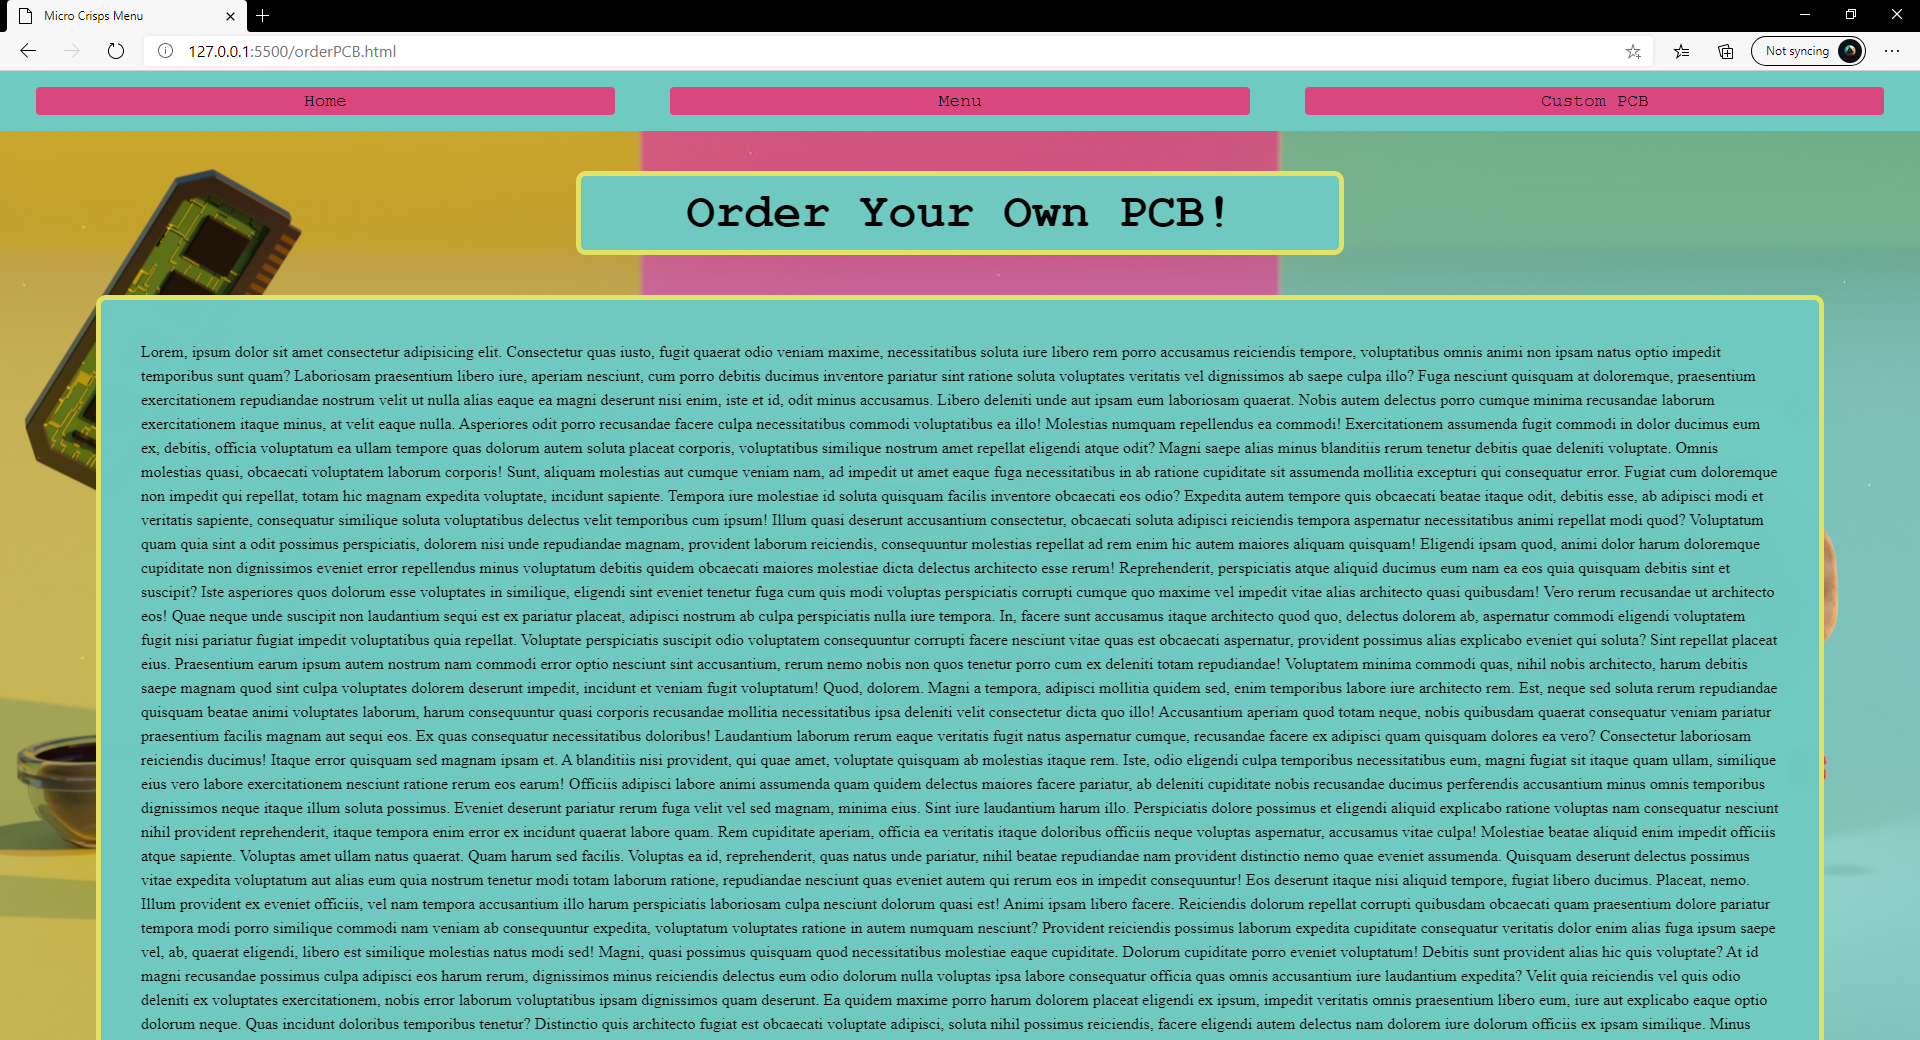 Micro Crisps Menu
127.0.0.1:5500/orderPCB.html
Not syncing
Home
Menu
Custom PCB
Order Your Own PCB!
Lorem, ipsum dolor sit amet consectetur adipisicing elit. Consectetur quas iusto, fugit quaerat odio veniam maxime, necessitatibus soluta iure libero rem porro accusamus reiciendis tempore, voluptatibus omnis animi non ipsam natus optio impedit
temporibus sunt quam? Laboriosam praesentium libero iure, aperiam nesciunt, cum porro debitis ducimus inventore pariatur sint ratione soluta voluptates veritatis vel dignissimos ab saepe culpa illo? Fuga nesciunt quisquam at doloremque, praesentium
exercitationem repudiandae nostrum velit ut nulla alias eaque ea magni deserunt nisi enim, iste et id, odit minus accusamus. Libero deleniti unde aut ipsam eum laboriosam quaerat. Nobis autem delectus porro cumque minima recusandae laborum
exercitationem itaque minus, at velit eaque nulla. Asperiores odit porro recusandae facere culpa necessitatibus commodi voluptatibus ea illo! Molestias numquam repellendus ea commodi! Exercitationem assumenda fugit commodi in dolor ducimus eum
ex, debitis, officia voluptatum ea ullam tempore quas dolorum autem soluta placeat corporis, voluptatibus similique nostrum amet repellat eligendi atque odit? Magni saepe alias minus blanditiis rerum tenetur debitis quae deleniti voluptate. Omnis
molestias quasi, obcaecati voluptatem laborum corporis! Sunt, aliquam molestias aut cumque veniam nam, ad impedit ut amet eaque fuga necessitatibus in ab ratione cupiditate sit assumenda mollitia excepturi qui consequatur error. Fugiat cum doloremque
non impedit qui repellat, totam hic magnam expedita voluptate, incidunt sapiente. Tempora iure molestiae id soluta quisquam facilis inventore obcaecati eos odio? Expedita autem tempore quis obcaecati beatae itaque odit, debitis esse, ab adipisci modi et
veritatis sapiente, consequatur similique soluta voluptatibus delectus velit temporibus cum ipsum! Illum quasi deserunt accusantium consectetur, obcaecati soluta adipisci reiciendis tempora aspernatur necessitatibus animi repellat modi quod? Voluptatum
quam quia sint a odit possimus perspiciatis, dolorem nisi unde repudiandae magnam, provident laborum reiciendis, consequuntur molestias repellat ad rem enim hic autem maiores aliquam quisquam! Eligendi ipsam quod, animi dolor harum doloremque
cupiditate non dignissimos eveniet error repellendus minus voluptatum debitis quidem obcaecati maiores molestiae dicta delectus architecto esse rerum! Reprehenderit, perspiciatis atque aliquid ducimus eum nam ea eos quia quisquam debitis sint et
suscipit? Iste asperiores quos dolorum esse voluptates in similique, eligendi sint eveniet tenetur fuga cum quis modi voluptas perspiciatis corrupti cumque quo maxime vel impedit vitae alias architecto quasi quibusdam! Vero rerum recusandae ut architecto
eos! Quae neque unde suscipit non laudantium sequi est ex pariatur placeat, adipisci nostrum ab culpa perspiciatis nulla iure tempora. In, facere sunt accusamus itaque architecto quod quo, delectus dolorem ab, aspernatur commodi eligendi voluptatem
fugit nisi pariatur fugiat impedit voluptatibus quia repellat. Voluptate perspiciatis suscipit odio voluptatem consequuntur corrupti facere nesciunt vitae quas est obcaecati aspernatur, provident possimus alias explicabo eveniet qui soluta? Sint repellat placeat
eius. Praesentium earum ipsum autem nostrum nam commodi error optio nesciunt sint accusantium, rerum nemo nobis non quos tenetur porro cum ex deleniti totam repudiandae! Voluptatem minima commodi quas, nihil nobis architecto, harum debitis
saepe magnam quod sint culpa voluptates dolorem deserunt impedit, incidunt et veniam fugit voluptatum! Quod, dolorem. Magni a tempora, adipisci mollitia quidem sed, enim temporibus labore iure architecto rem. Est, neque sed soluta rerum repudiandae
quisquam beatae animi voluptates laborum, harum consequuntur quasi corporis recusandae mollitia necessitatibus ipsa deleniti velit consectetur dicta quo illo! Accusantium aperiam quod totam neque, nobis quibusdam quaerat consequatur veniam pariatur
praesentium facilis magnam aut sequi eos. Ex quas consequatur necessitatibus doloribus! Laudantium laborum rerum eaque veritatis fugit natus aspernatur cumque, recusandae facere ex adipisci quam quisquam dolores ea vero? Consectetur laboriosam
reiciendis ducimus! Itaque error quisquam sed magnam ipsam et. A blanditiis nisi provident, qui quae amet, voluptate quisquam ab molestias itaque rem. Iste, odio eligendi culpa temporibus necessitatibus eum, magni fugiat sit itaque quam ullam, similique
eius vero labore exercitationem nesciunt ratione rerum eos earum! Officiis adipisci labore animi assumenda quam quidem delectus maiores facere pariatur, ab deleniti cupiditate nobis recusandae ducimus perferendis accusantium minus omnis temporibus
dignissimos neque itaque illum soluta possimus. Eveniet deserunt pariatur rerum fuga velit vel sed magnam, minima eius. Sint iure laudantium harum illo. Perspiciatis dolore possimus et eligendi aliquid explicabo ratione voluptas nam consequatur nesciunt
nihil provident reprehenderit, itaque tempora enim error ex incidunt quaerat labore quam. Rem cupiditate aperiam, officia ea veritatis itaque doloribus officiis neque voluptas aspernatur, accusamus vitae culpa! Molestiae beatae aliquid enim impedit officiis
atque sapiente. Voluptas amet ullam natus quaerat. Quam harum sed facilis. Voluptas ea id, reprehenderit, quas natus unde pariatur, nihil beatae repudiandae nam provident distinctio nemo quae eveniet assumenda. Quisquam deserunt delectus possimus
vitae expedita voluptatum aut alias eum quia nostrum tenetur modi totam laborum ratione, repudiandae nesciunt quas eveniet autem qui rerum eos in impedit consequuntur! Eos deserunt itaque nisi aliquid tempore, fugiat libero ducimus. Placeat, nemo.
Illum provident ex eveniet officiis, vel nam tempora accusantium illo harum perspiciatis laboriosam culpa nesciunt dolorum quasi est! Animi ipsam libero facere. Reiciendis dolorum repellat corrupti quibusdam obcaecati quam praesentium dolore pariatur
tempora modi porro similique commodi nam veniam ab consequuntur expedita, voluptatum voluptates ratione in autem numquam nesciunt? Provident reiciendis possimus laborum expedita cupiditate consequatur veritatis dolor enim alias fuga ipsum saepe
vel, ab, quaerat eligendi, libero est similique molestias natus modi sed! Magni, quasi possimus quisquam quod necessitatibus molestiae eaque cupiditate. Dolorum cupiditate porro eveniet voluptatum! Debitis sunt provident alias hic quis voluptate? At id
magni recusandae possimus culpa adipisci eos harum rerum, dignissimos minus reiciendis delectus eum odio dolorum nulla voluptas ipsa labore consequatur officia quas omnis accusantium iure laudantium expedita? Velit quia reiciendis vel quis odio
deleniti ex voluptates exercitationem, nobis error laborum voluptatibus ipsam dignissimos quam deserunt. Ea quidem maxime porro harum dolorem placeat eligendi ex ipsum, impedit veritatis omnis praesentium libero eum, iure aut explicabo eaque optio
dolorum neque. Quas incidunt doloribus temporibus tenetur? Distinctio quis architecto fugiat est obcaecati voluptate adipisci, soluta nihil possimus reiciendis, facere eligendi autem delectus nam dolorem iure dolorum officiis ex ipsam similique. Minus